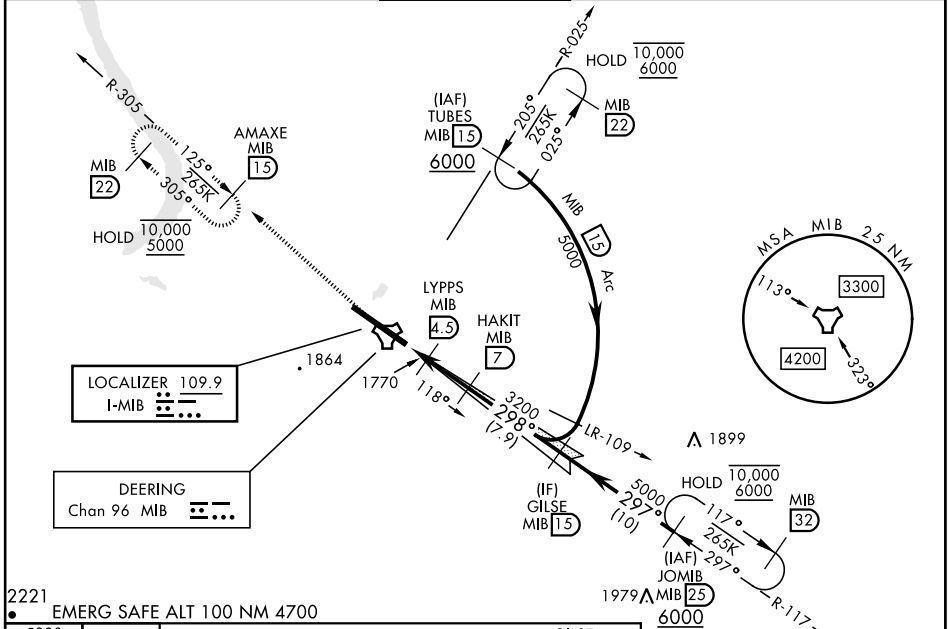 R-025
HOLD 10,000
6000
R-305
205°
265K
025°
MIB
22
(IAF)
TUBES
MIB 15
6000
AMAXE
MIB
15
125°
265K
305°
MIB
22
HOLD 10,000
5000
MIB 15 Arc
5000
MSA MIB 25 NM
113°
3300
4200
323°
LYPPS
MIB
4.5
HAKIT
MIB
7
1864
1770
118°
3200
298°
(7.9)
LR-109
1899
LOCALIZER 109.9
I-MIB
DEERING
Chan 96 MIB
(IF)
GILSE
MIB 15
5000
297°
(10)
HOLD 10,000
6000
117°
265K
297°
MIB
32
(IAF)
JOMIB
1979 MIB 25
6000
R-117
2221
EMERG SAFE ALT 100 NM 4700